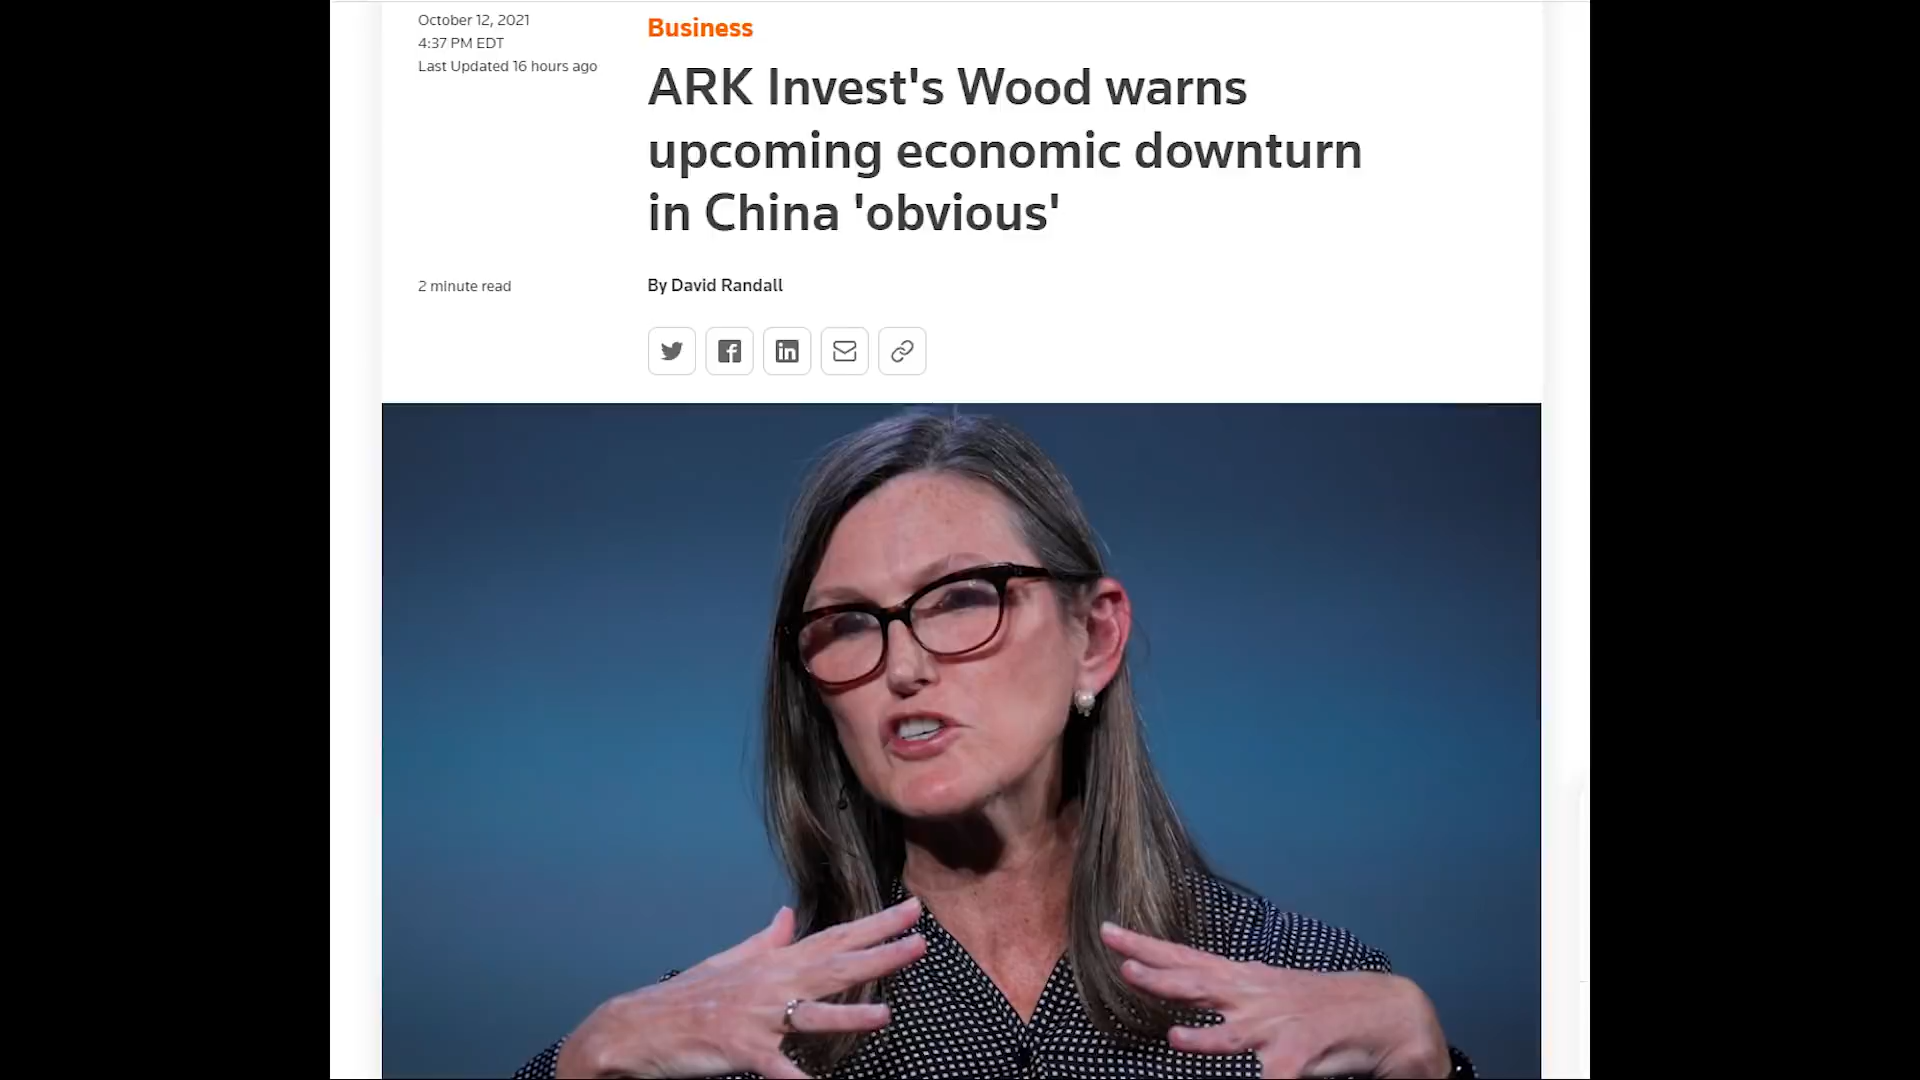 October 12, 2021
4:37 PM EDT
Last Updated 16 hours ago
Business
ARK Invest's Wood warns
upcoming economic downturn
in China 'obvious'
2 minute read
By David Randall